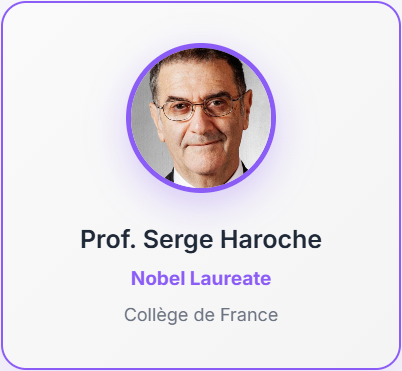 Prof. Serge Haroche
Nobel Laureate
Collège de France